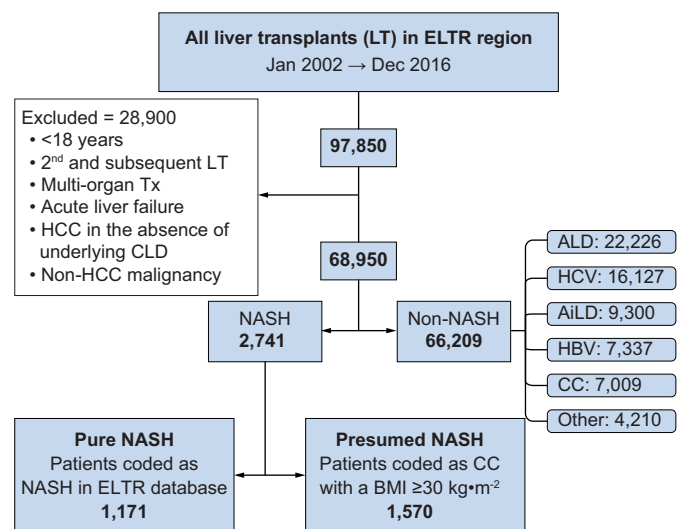 All liver transplants (LT) in ELTR region
Jan 2002 → Dec 2016
Excluded = 28,900
• <18 years
• 2nd and subsequent LT
• Multi-organ Tx
• Acute liver failure
• HCC in the absence of
underlying CLD
• Non-HCC malignancy
97,850
68,950
NASH
2,741
Non-NASH
66,209
ALD: 22,226
HCV: 16,127
AiLD: 9,300
HBV: 7,337
CC: 7,009
Other: 4,210
Pure NASH
Patients coded as
NASH in ELTR database
1,171
Presumed NASH
Patients coded as CC
with a BMI ≥30 kg•m-2
1,570